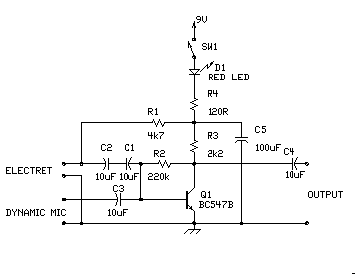 9V
SW1
D1
RED LED
R4
120R
R1
4k7
C5
100uF
R3
2k2
C2
C1
R2
C4
10uF
10uF
220k
10uF
ELECTRET
C3
10uF
Q1
BC547B
OUTPUT
DYNAMIC MIC